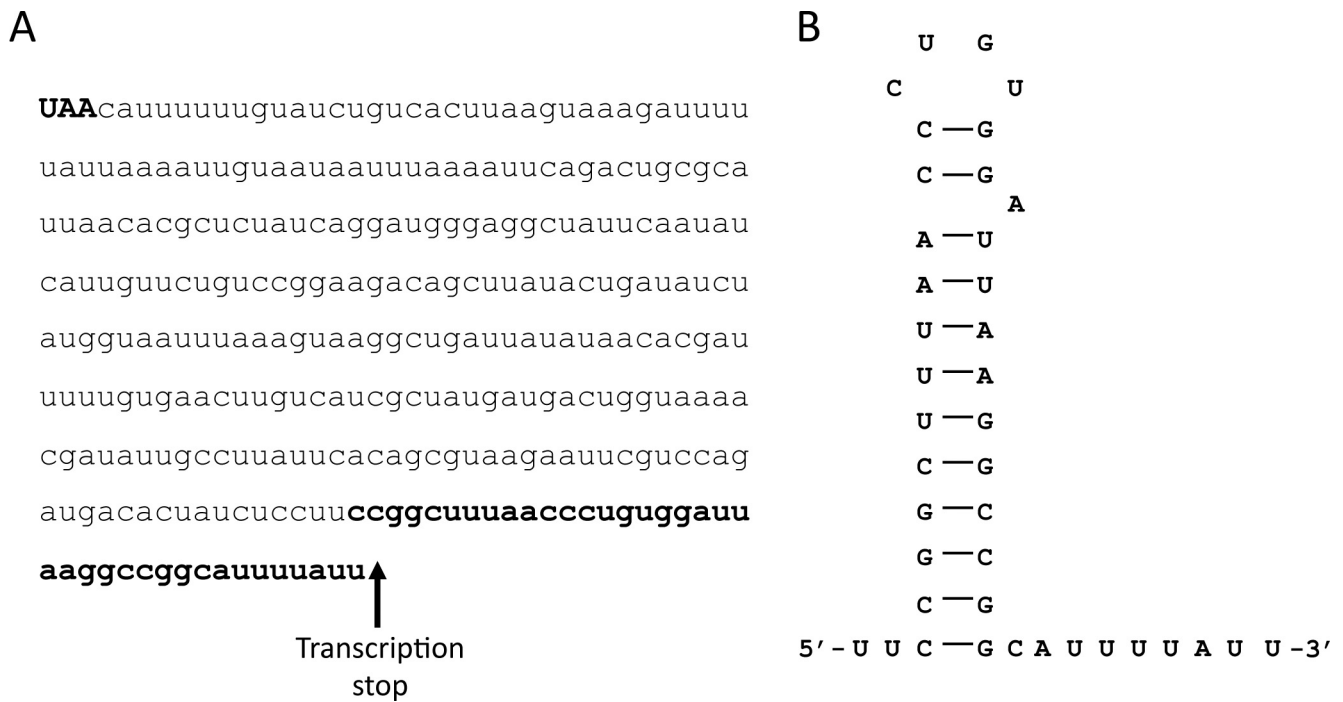 A
UAAcauuuuuuguaucugucacuuaaguaaagauuuu
uauuaaaauuguaauaauuuaaaauucagacugcgca
uuaacacgcucuaucaggaugggaggcuauucaauau
cauuguucuguccggaagacagcuuauacugauaucu
augguaauuuaaaguaaggcugauuauauaacacgau
uuuugugaacuugucaucgcuaugaugacugguaaaa
cgauauugccuuauucacagcguaagaauucguccag
augacacuaucuccuuccggcuuuaacccuguggauu
aaggccggcauuuuauu
Transcription
stop
B
U G
C U
C — G
C — G
A
A — U
A — U
U — A
U — A
U — G
C — G
G — C
G — C
C — G
5’-U U C — G C A U U U U A U U-3’